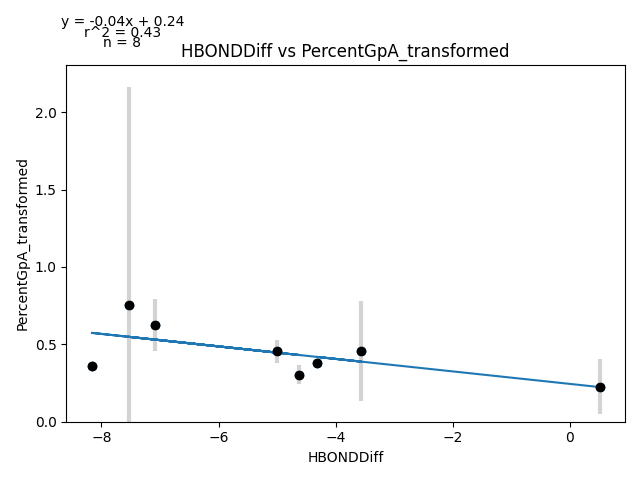 y = -0.04x + 0.24
r^2 = 0.43
n = 8
HBONDDiff vs PercentGpA_transformed
PercentGpA_transformed
2.0
1.5
1.0
0.5
0.0
−8
−6
−4
−2
0
HBONDDiff